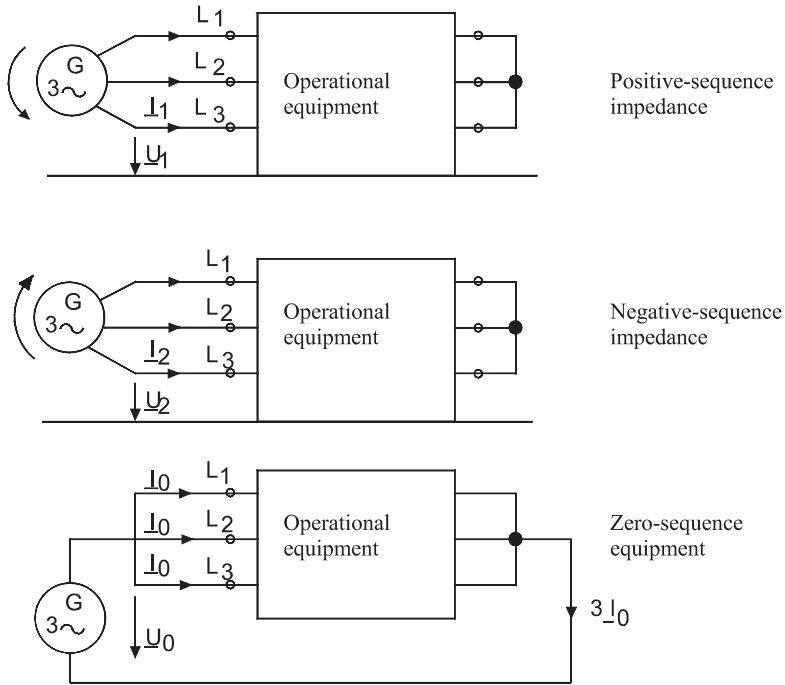 L1
G
3~
L2
Operational
equipment
Positive-sequence
impedance
I1
L3
U1
L1
G
3~
L2
Operational
equipment
Negative-sequence
impedance
I2
L3
U2
I0
L1
I0
L2
Operational
equipment
Zero-sequence
equipment
I0
L3
G
3~
U0
3 I0